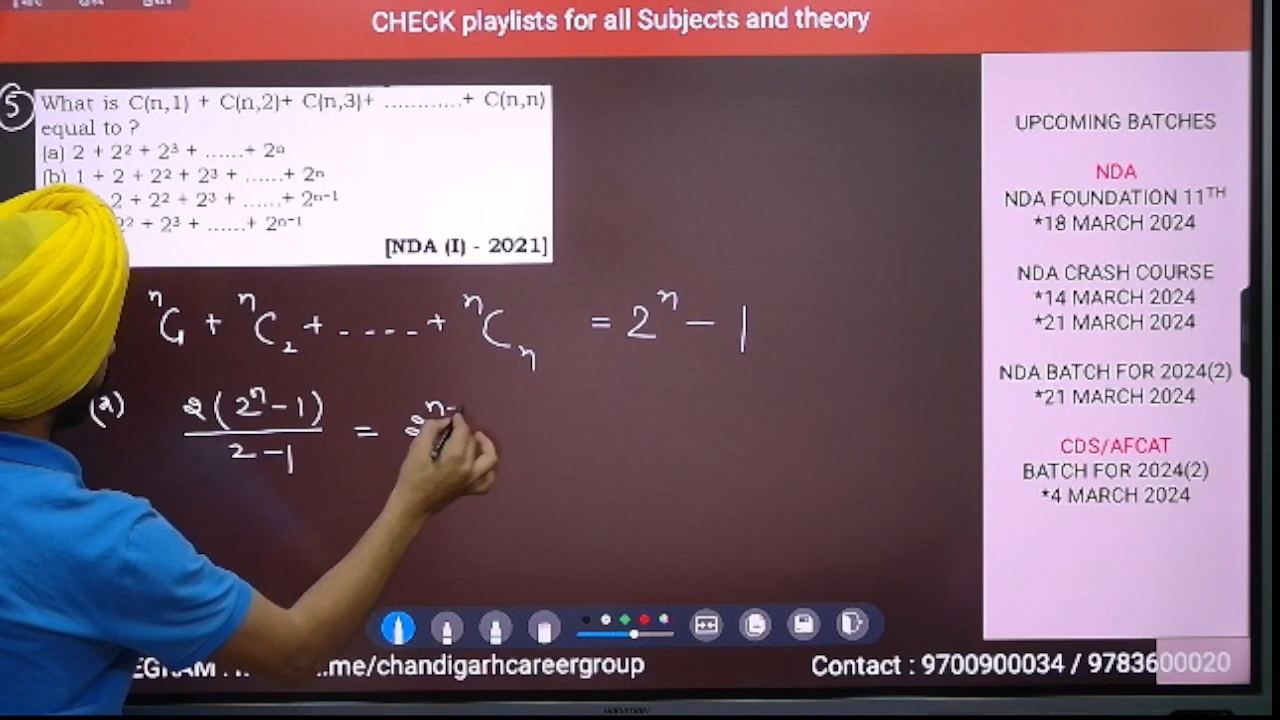 CHECK playlists for all Subjects and theory
5
What is C(n,1) + C(n,2)+ C(n,3)+ ............+ C(n,n)
equal to ?
(a) 2 + 2² + 2³ + ......+ 2ⁿ
(b) 1 + 2 + 2² + 2³ + ......+ 2ⁿ
2 + 2² + 2³ + ......+ 2ⁿ⁻¹
+ 2³ + ......+ 2ⁿ⁻¹
[NDA (I) - 2021]
ⁿC₁ + ⁿC₂ + ---- + ⁿCₙ = 2ⁿ - 1
2(2ⁿ - 1)
2 - 1
=
UPCOMING BATCHES
NDA
NDA FOUNDATION 11ᵀᴴ
*18 MARCH 2024
NDA CRASH COURSE
*14 MARCH 2024
*21 MARCH 2024
NDA BATCH FOR 2024(2)
*21 MARCH 2024
CDS/AFCAT
BATCH FOR 2024(2)
*4 MARCH 2024
.me/chandigarhcareergroup
Contact : 9700900034 / 9783600020